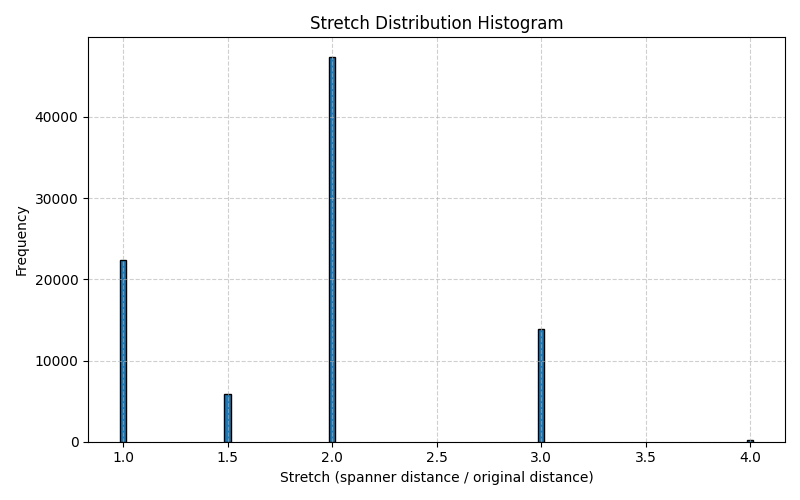 Stretch Distribution Histogram
Frequency
40000
30000
20000
10000
0
1.0 1.5 2.0 2.5 3.0 3.5 4.0
Stretch (spanner distance / original distance)